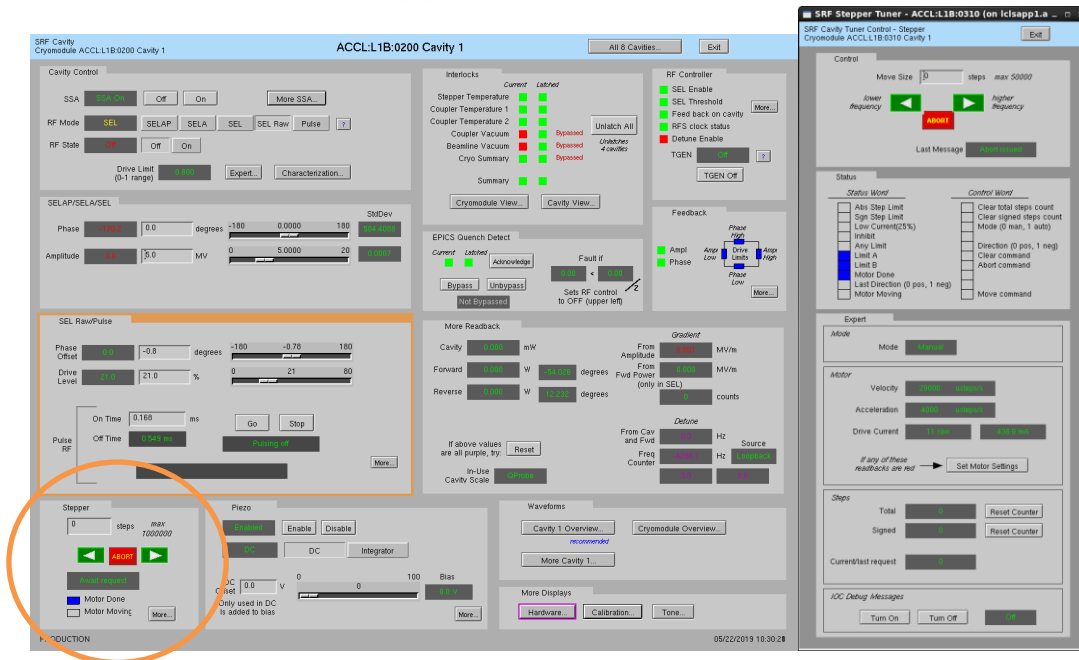 SRF Cavity
Cryomodule ACCL:L1B:0200 Cavity 1
ACCL:L1B:0200 Cavity 1
All 8 Cavities...
Exit
Cavity Control
SSA
SSA On
Off
On
More SSA...
RF Mode
SEL
SELAP
SELA
SEL
SEL Raw
Pulse
?
RF State
Off
Off
On
Drive Limit
(0-1 range)
0.800
Expert...
Characterization...
SELAP/SELA/SEL
StdDev
Phase
0.0
degrees
-180
0.0000
180
Amplitude
5.0
MV
0
5.0000
20
0.0007
SEL Raw/Pulse
Phase
Offset
0.0
-0.8
degrees
-180
-0.78
180
Drive
Level
21.0
21.0
%
0
21
80
Pulse
RF
On Time
0.168
ms
Go
Stop
Off Time
0.549 ms
Pulsing off
More...
Stepper
0
steps
max
1000000
ABORT
Await request
Motor Done
Motor Moving
More...
Piezo
Enabled
Enable
Disable
DC
DC
Integrator
0.0
V
0
0
100
Bias
0.0 V
Only used in DC
is added to bias
More...
PRODUCTION
Interlocks
Current
Latched
Stepper Temperature
Coupler Temperature 1
Coupler Temperature 2
Coupler Vacuum
Bypassed
Beamline Vacuum
Bypassed
Cryo Summary
Bypassed
Unlatch All
Unlatches
4 cavities
Summary
Cryomodule View...
Cavity View...
EPICS Quench Detect
Current
Latched
Acknowledge
Bypass
Unbypass
Not Bypassed
Fault if
0.00
<
0.00
/2
Sets RF control
to OFF (upper left)
RF Controller
SEL Enable
SEL Threshold
Feed back on cavity
RFS clock status
Detune Enable
More...
TGEN
Off
?
TGEN Off
Feedback
Ampl
Phase
Phase
High
Ampl
Low
Drive
Limits
Ampl
High
Phase
Low
More...
More Readback
Cavity
0.000
mW
Forward
0.000
W
-54.026
degrees
Reverse
0.900
W
12.232
degrees
Gradient
From
Amplitude
MV/m
From
Fwd Power
(only in SEL)
0.000
MV/m
0
counts
Detune
From Cav
and Fwd
Hz
Freq
Counter
Hz
Source
Loopback
If above values
are all purple, try:
Reset
In-Use
Cavity Scale
QProbe
Waveforms
Cavity 1 Overview...
recommended
Cryomodule Overview...
More Cavity 1...
More Displays
Hardware...
Calibration...
Tone...
05/22/2019 10:30:28
SRF Stepper Tuner - ACCL:L1B:0310 (on lclsapp1.a
SRF Cavity Tuner Control - Stepper
Cryomodule ACCL:L1B:0310 Cavity 1
Exit
Control
Move Size
0
steps
max 50000
lower
frequency
higher
frequency
ABORT
Last Message
Abort issued
Status
Status Word
Abs Step Limit
Sgn Step Limit
Low Current(25%)
Inhibit
Any Limit
Limit A
Limit B
Motor Done
Last Direction (0 pos, 1 neg)
Motor Moving
Control Word
Clear total steps count
Clear signed steps count
Mode (0 man, 1 auto)
Direction (0 pos, 1 neg)
Clear command
Abort command
Move command
Expert
Mode
Mode
Manual
Motor
Velocity
20000 usteps/s
Acceleration
4000 usteps/s
Drive Current
If any of these
readbacks are red
Set Motor Settings
Steps
Total
0
Reset Counter
Signed
0
Reset Counter
Current/last request
0
IOC Debug Messages
Turn On
Turn Off
Off